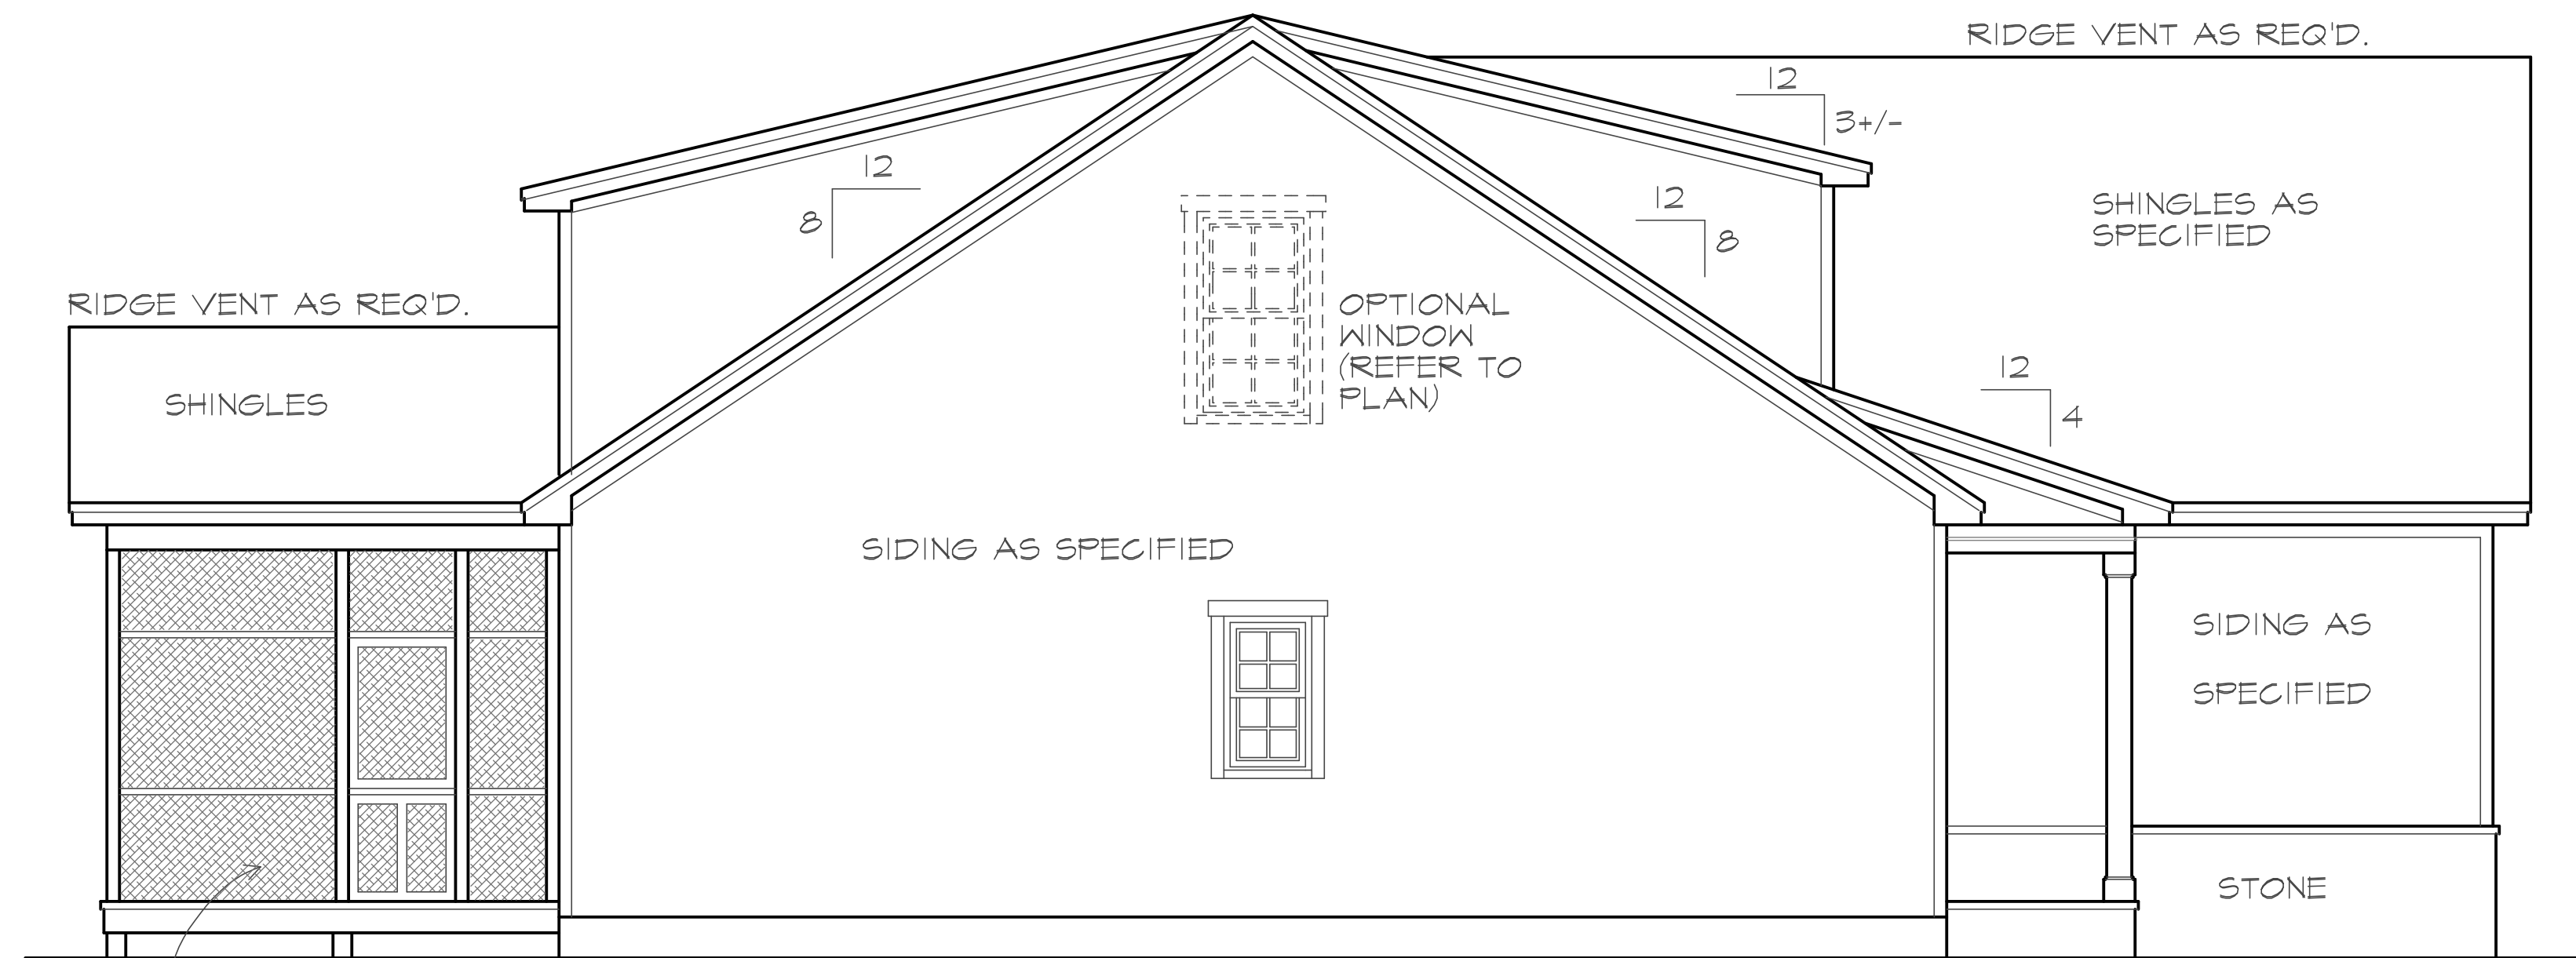 RIDGE VENT AS REQ'D.
12
3+/-
12
8
12
8
SHINGLES AS
SPECIFIED
RIDGE VENT AS REQ'D.
OPTIONAL
WINDOW
(REFER TO
PLAN)
SHINGLES
12
4
SIDING AS SPECIFIED
SIDING AS
SPECIFIED
STONE